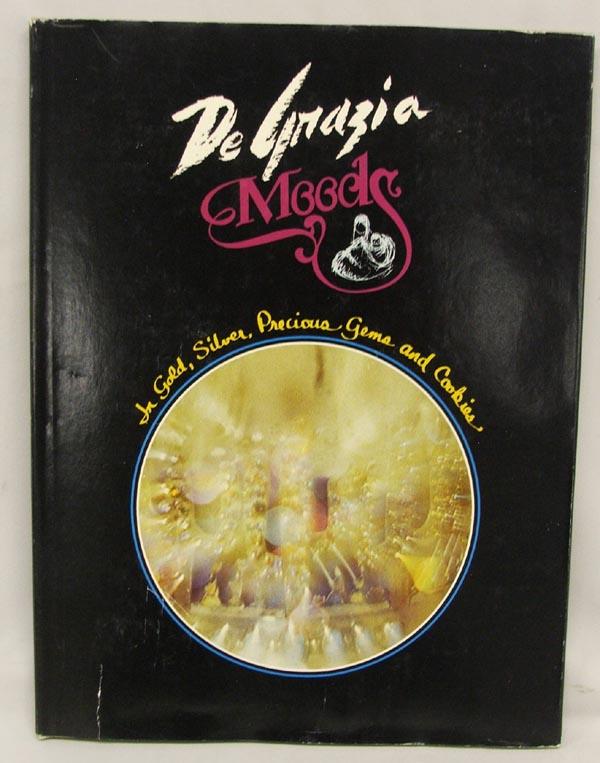 De Grazia
Moods
In Gold, Silver, Precious Gems and Cookies